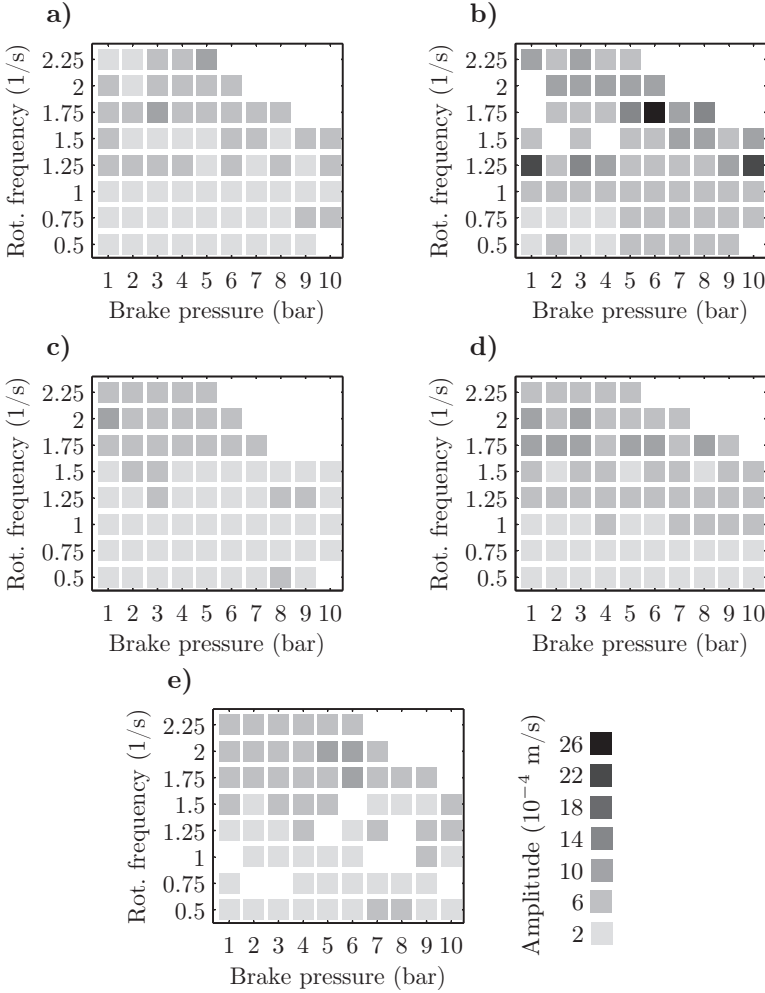 a)
Rot. frequency (1/s)
2.25
2
1.75
1.5
1.25
1
0.75
0.5
1 2 3 4 5 6 7 8 9 10
Brake pressure (bar)
b)
Rot. frequency (1/s)
2.25
2
1.75
1.5
1.25
1
0.75
0.5
1 2 3 4 5 6 7 8 9 10
Brake pressure (bar)
c)
Rot. frequency (1/s)
2.25
2
1.75
1.5
1.25
1
0.75
0.5
1 2 3 4 5 6 7 8 9 10
Brake pressure (bar)
d)
Rot. frequency (1/s)
2.25
2
1.75
1.5
1.25
1
0.75
0.5
1 2 3 4 5 6 7 8 9 10
Brake pressure (bar)
e)
Rot. frequency (1/s)
2.25
2
1.75
1.5
1.25
1
0.75
0.5
1 2 3 4 5 6 7 8 9 10
Brake pressure (bar)
Amplitude (10⁻⁴ m/s)
26
22
18
14
10
6
2